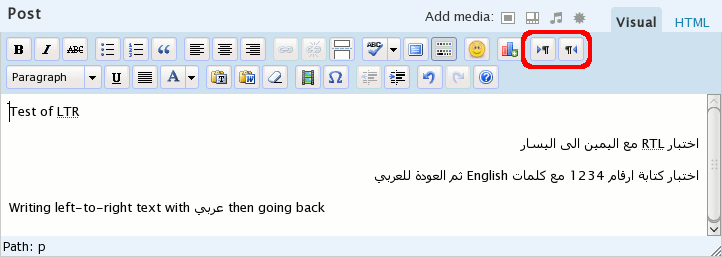 Post
Add media:
Visual
HTML
B I ABC
ABC
Paragraph
U
A
Ω
Test of LTR
اختبار RTL مع اليمين الى اليسار
اختبار كتابة ارقام 1234 مع كلمات English ثم العودة للعربي
Writing left-to-right text with عربي then going back
Path: p